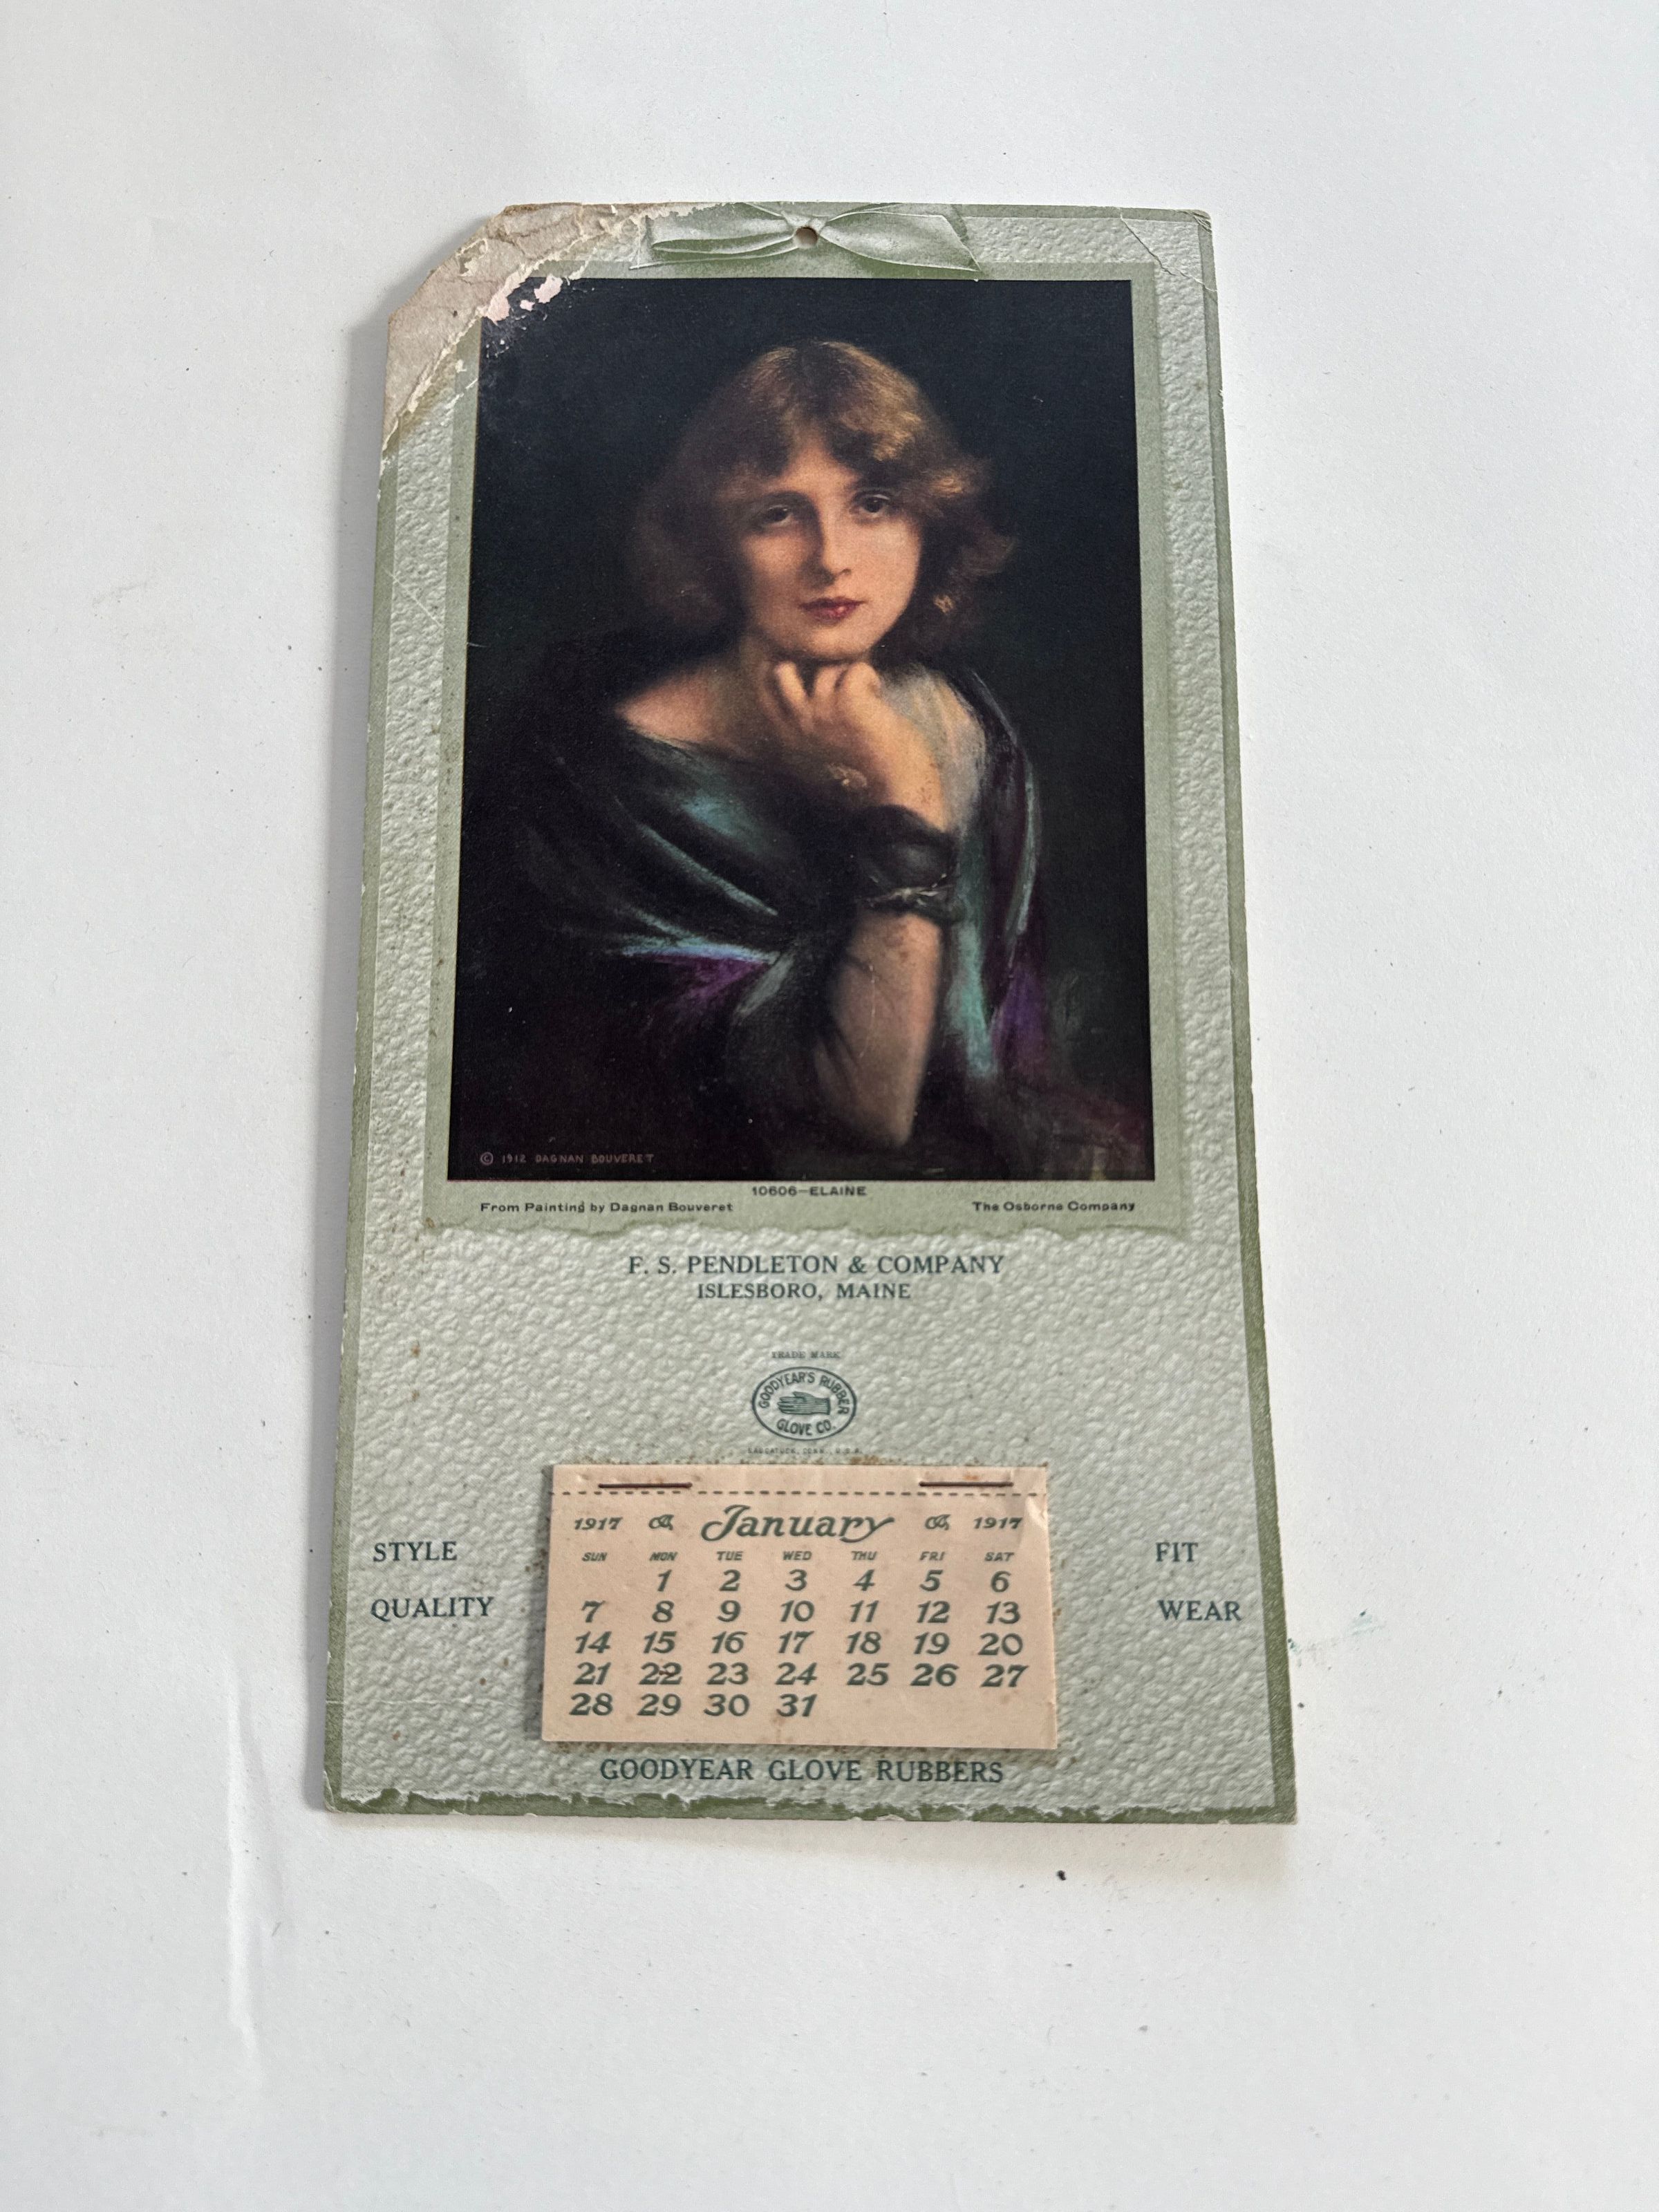 © 1912 DAGNAN BOUVERET
10606—ELAINE
From Painting by Dagnan Bouveret The Osborne Company
F. S. PENDLETON & COMPANY
ISLESBORO, MAINE
TRADE MARK
GOODYEAR'S RUBBER
GLOVE CO.
1917 January 1917
SUN MON TUE WED THU FRI SAT
1 2 3 4 5 6
7 8 9 10 11 12 13
14 15 16 17 18 19 20
21 22 23 24 25 26 27
28 29 30 31
STYLE
QUALITY
FIT
WEAR
GOODYEAR GLOVE RUBBERS